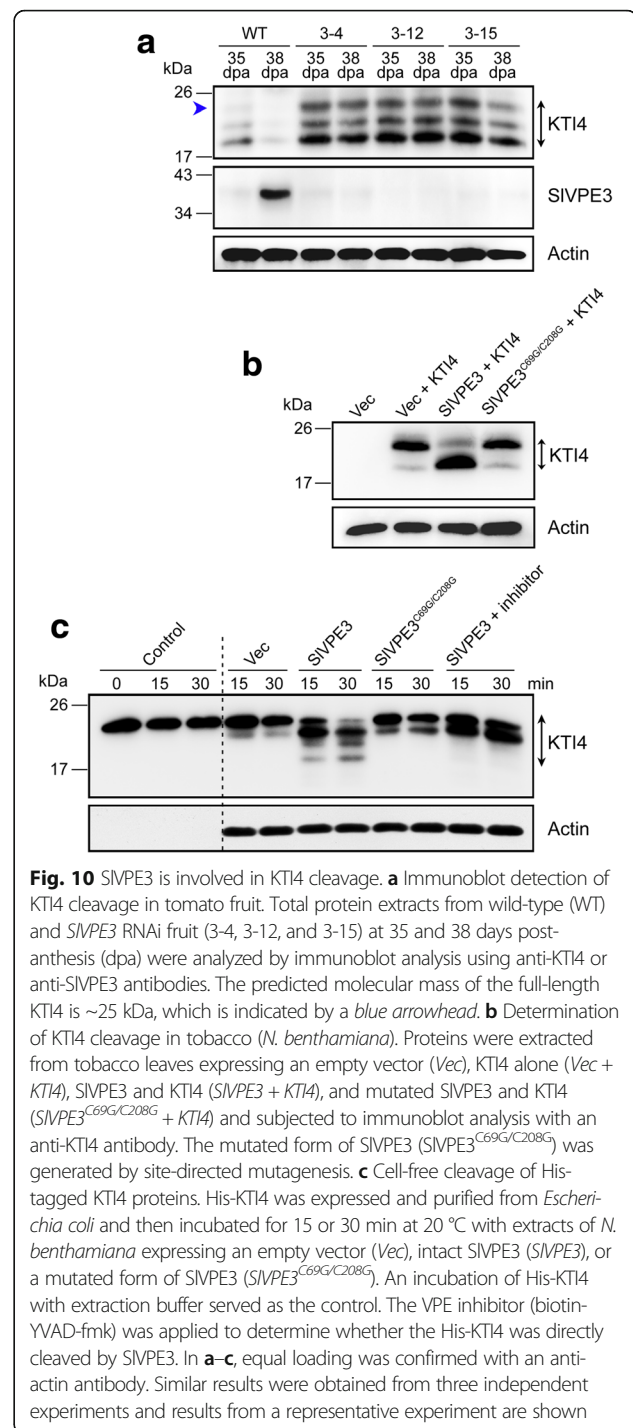 a
WT 3-4 3-12 3-15
35 dpa 38 dpa 35 dpa 38 dpa 35 dpa 38 dpa 35 dpa 38 dpa
kDa
26
KTI4
17
43
SlVPE3
34
Actin
b
Vec Vec + KTI4 SlVPE3 + KTI4 SlVPE3C69G/C208G + KTI4
kDa
26
KTI4
17
Actin
c
Control Vec SlVPE3 SlVPE3C69G/C208G SlVPE3 + inhibitor
kDa 0 15 30 15 30 15 30 15 30 15 30 min
26
KTI4
17
Actin
Fig. 10 SlVPE3 is involved in KTI4 cleavage. a Immunoblot detection of
KTI4 cleavage in tomato fruit. Total protein extracts from wild-type (WT)
and SlVPE3 RNAi fruit (3-4, 3-12, and 3-15) at 35 and 38 days post-
anthesis (dpa) were analyzed by immunoblot analysis using anti-KTI4 or
anti-SlVPE3 antibodies. The predicted molecular mass of the full-length
KTI4 is ~25 kDa, which is indicated by a blue arrowhead. b Determination
of KTI4 cleavage in tobacco (N. benthamiana). Proteins were extracted
from tobacco leaves expressing an empty vector (Vec), KTI4 alone (Vec +
KTI4), SlVPE3 and KTI4 (SlVPE3 + KTI4), and mutated SlVPE3 and KTI4
(SlVPE3C69G/C208G + KTI4) and subjected to immunoblot analysis with an
anti-KTI4 antibody. The mutated form of SlVPE3 (SlVPE3C69G/C208G) was
generated by site-directed mutagenesis. c Cell-free cleavage of His-
tagged KTI4 proteins. His-KTI4 was expressed and purified from Escheri-
chia coli and then incubated for 15 or 30 min at 20 °C with extracts of N.
benthamiana expressing an empty vector (Vec), intact SlVPE3 (SlVPE3), or
a mutated form of SlVPE3 (SlVPE3C69G/C208G). An incubation of His-KTI4
with extraction buffer served as the control. The VPE inhibitor (biotin-
YVAD-fmk) was applied to determine whether the His-KTI4 was directly
cleaved by SlVPE3. In a–c, equal loading was confirmed with an anti-
actin antibody. Similar results were obtained from three independent
experiments and results from a representative experiment are shown